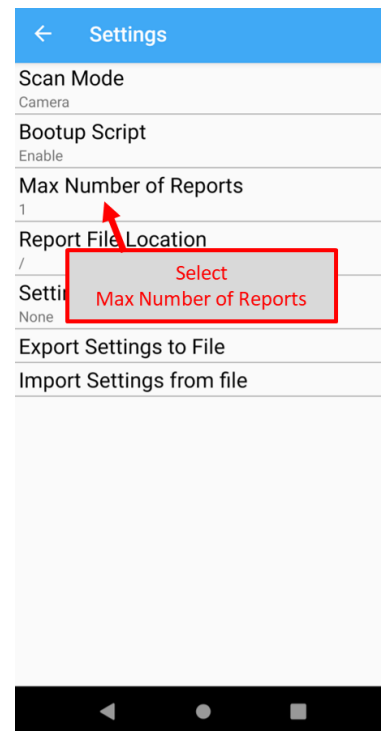 Settings
Scan Mode
Camera
Bootup Script
Enable
Max Number of Reports
1
Report File Location
/
Select
Max Number of Reports
None
Export Settings to File
Import Settings from file